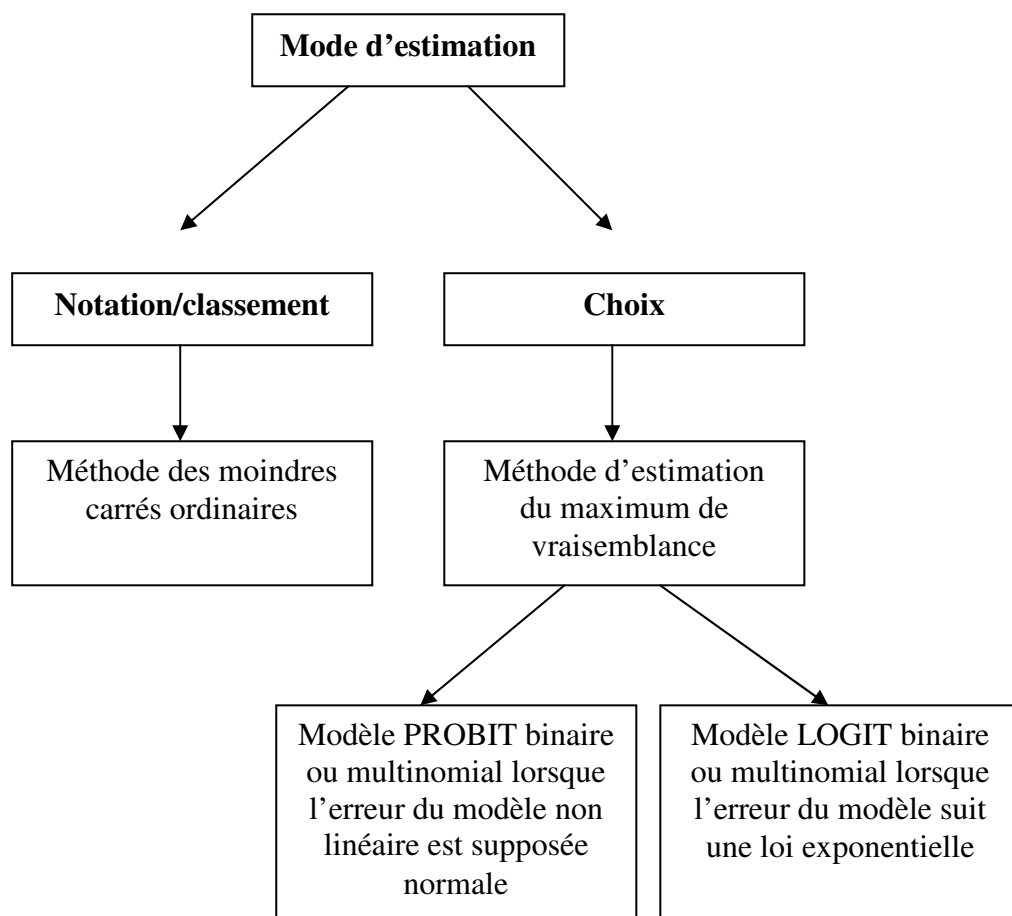 Mode d’estimation
Notation/classement
Choix
Méthode des moindres
carrés ordinaires
Méthode d’estimation
du maximum de
vraisemblance
Modèle PROBIT binaire
ou multinomial lorsque
l’erreur du modèle non
linéaire est supposée
normale
Modèle LOGIT binaire
ou multinomial lorsque
l’erreur du modèle suit
une loi exponentielle